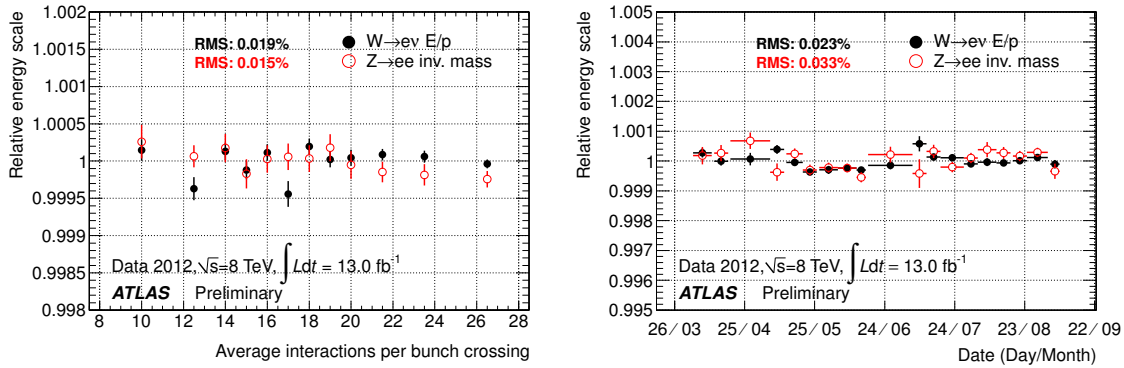 Relative energy scale
1.002
1.0015
1.001
1.0005
1
0.9995
0.999
0.9985
0.998
RMS: 0.019%
RMS: 0.015%
W→eν E/p
Z→ee inv. mass
Data 2012,√s=8 TeV, ∫Ldt = 13.0 fb⁻¹
ATLAS Preliminary
8 10 12 14 16 18 20 22 24 26 28
Average interactions per bunch crossing
Relative energy scale
1.005
1.004
1.003
1.002
1.001
1
0.999
0.998
0.997
0.996
0.995
RMS: 0.023%
RMS: 0.033%
W→eν E/p
Z→ee inv. mass
Data 2012,√s=8 TeV, ∫Ldt = 13.0 fb⁻¹
ATLAS Preliminary
26/03 25/04 25/05 24/06 24/07 23/08 22/09
Date (Day/Month)